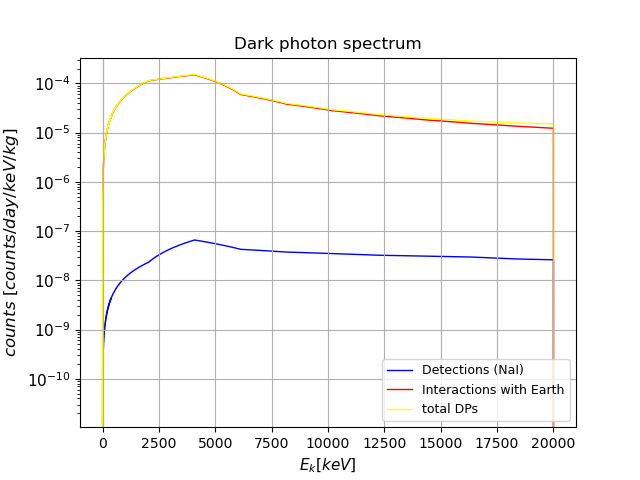 Dark photon spectrum
counts [counts/day/keV/kg]
10⁻⁴
10⁻⁵
10⁻⁶
10⁻⁷
10⁻⁸
10⁻⁹
10⁻¹⁰
Detections (NaI)
Interactions with Earth
total DPs
0 2500 5000 7500 10000 12500 15000 17500 20000
Eₖ[keV]